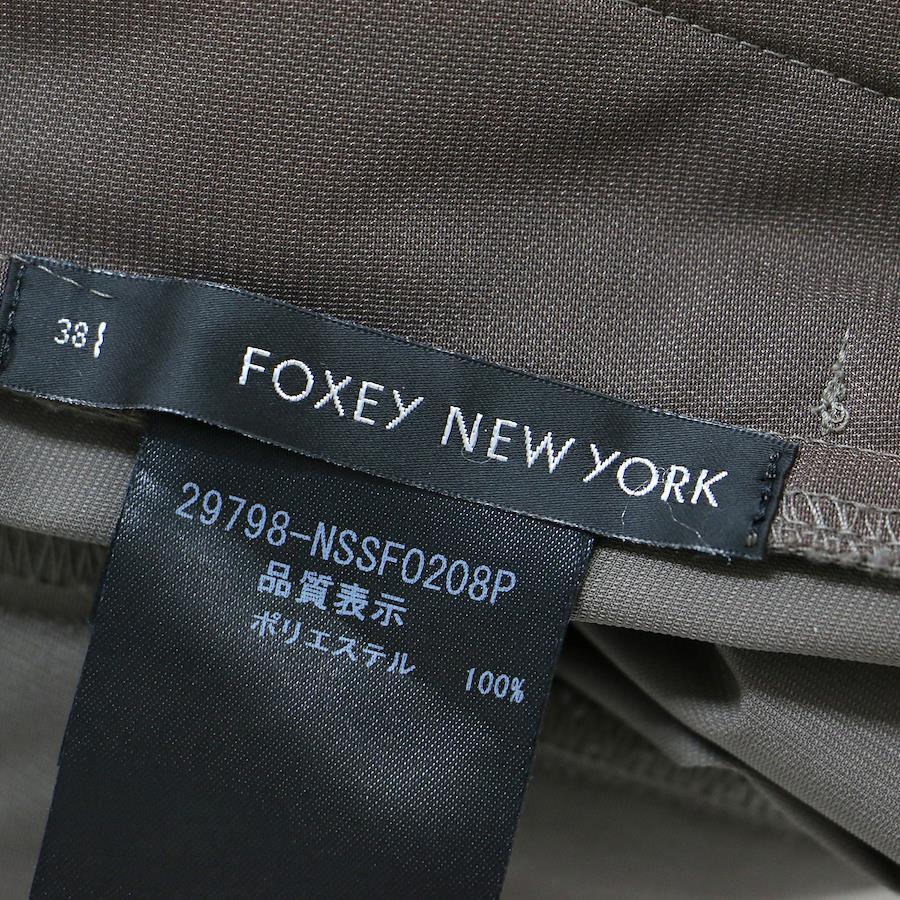 38
FOXEY NEW YORK
29798-NSSF0208P
品質表示
ポリエステル 100%